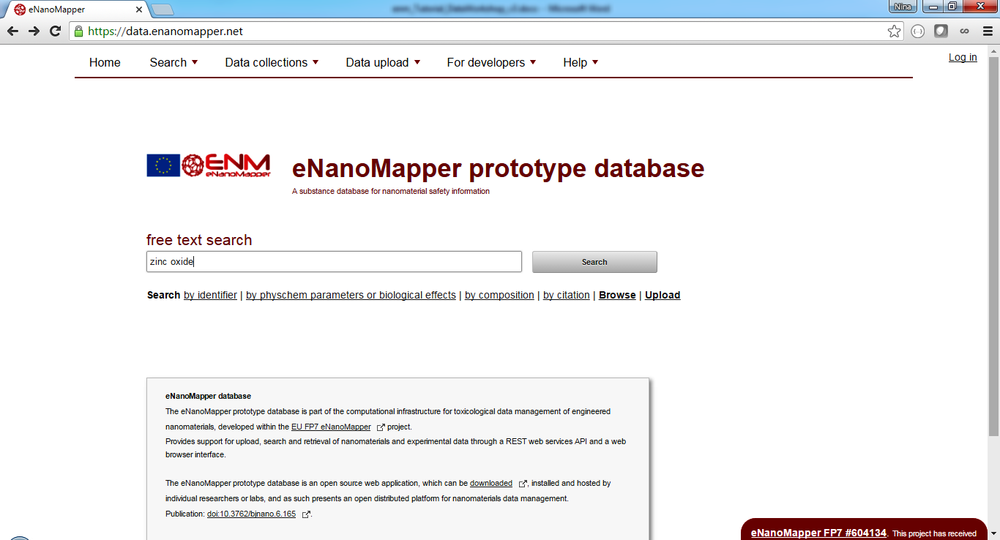 eNanoMapper
enm_Tutorial_DataWorkshop_v3.docx - Microsoft Word
Nina
https://data.enanomapper.net
Home Search Data collections Data upload For developers Help
Log in
ENM
eNanoMapper
eNanoMapper prototype database
A substance database for nanomaterial safety information
free text search
zinc oxide
Search
Search by identifier | by physchem parameters or biological effects | by composition | by citation | Browse | Upload
eNanoMapper database
The eNanoMapper prototype database is part of the computational infrastructure for toxicological data management of engineered
nanomaterials, developed within the EU FP7 eNanoMapper project.
Provides support for upload, search and retrieval of nanomaterials and experimental data through a REST web services API and a web
browser interface.
The eNanoMapper prototype database is an open source web application, which can be downloaded , installed and hosted by
individual researchers or labs, and as such presents an open distributed platform for nanomaterials data management.
Publication: doi:10.3762/bjnano.6.165 .
eNanoMapper FP7 #604134. This project has received